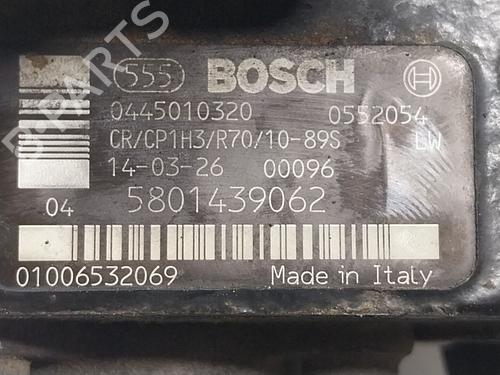 555 BOSCH
0445010320 0552054
CR/CP1H3/R70/10-89S LW
14-03-26 00096
04 5801439062
01006532069 Made in Italy
B-PARTS